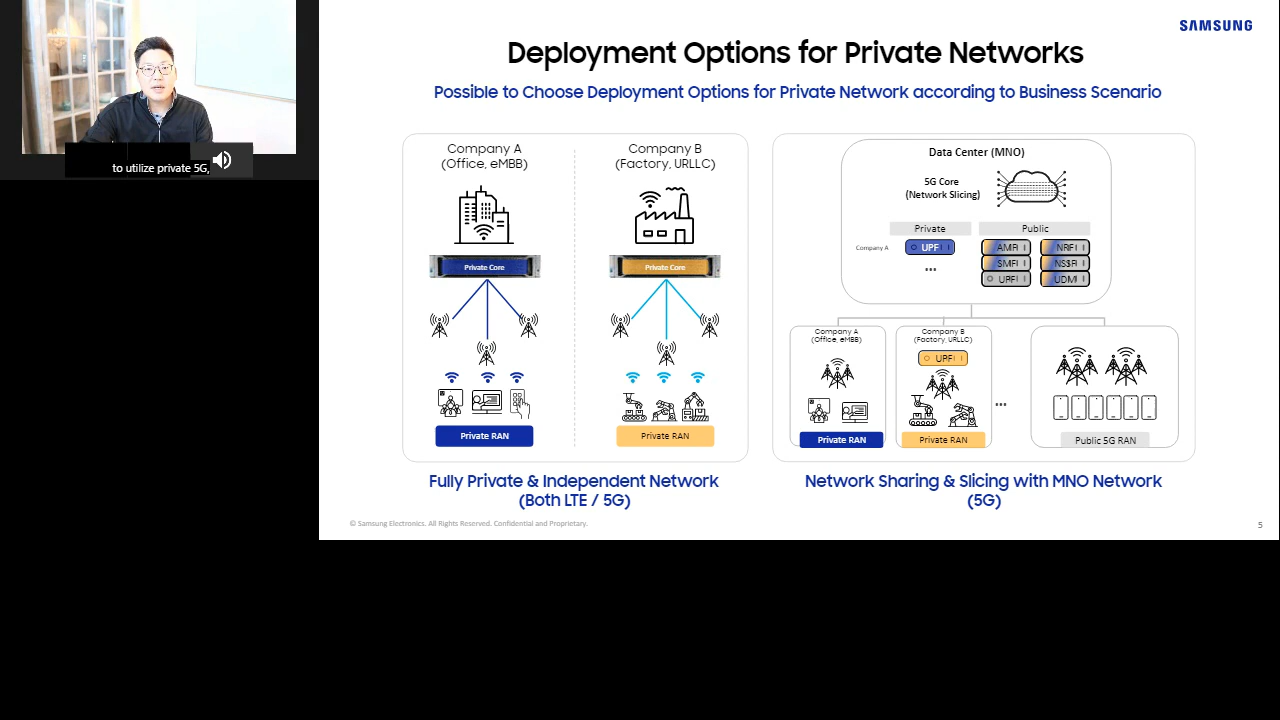 to utilize private 5G,
SAMSUNG
Deployment Options for Private Networks
Possible to Choose Deployment Options for Private Network according to Business Scenario
Company A
(Office, eMBB)
Private Core
Private RAN
Company B
(Factory, URLLC)
Private Core
Private RAN
Fully Private & Independent Network
(Both LTE / 5G)
Data Center (MNO)
5G Core
(Network Slicing)
Private
Public
Company A
UPF
...
AMF
NRF
SMF
NSSF
UPF
UDM
Company A
(Office, eMBB)
Private RAN
Company B
(Factory, URLLC)
UPF
Private RAN
...
Public 5G RAN
Network Sharing & Slicing with MNO Network
(5G)
© Samsung Electronics. All Rights Reserved. Confidential and Proprietary.
5